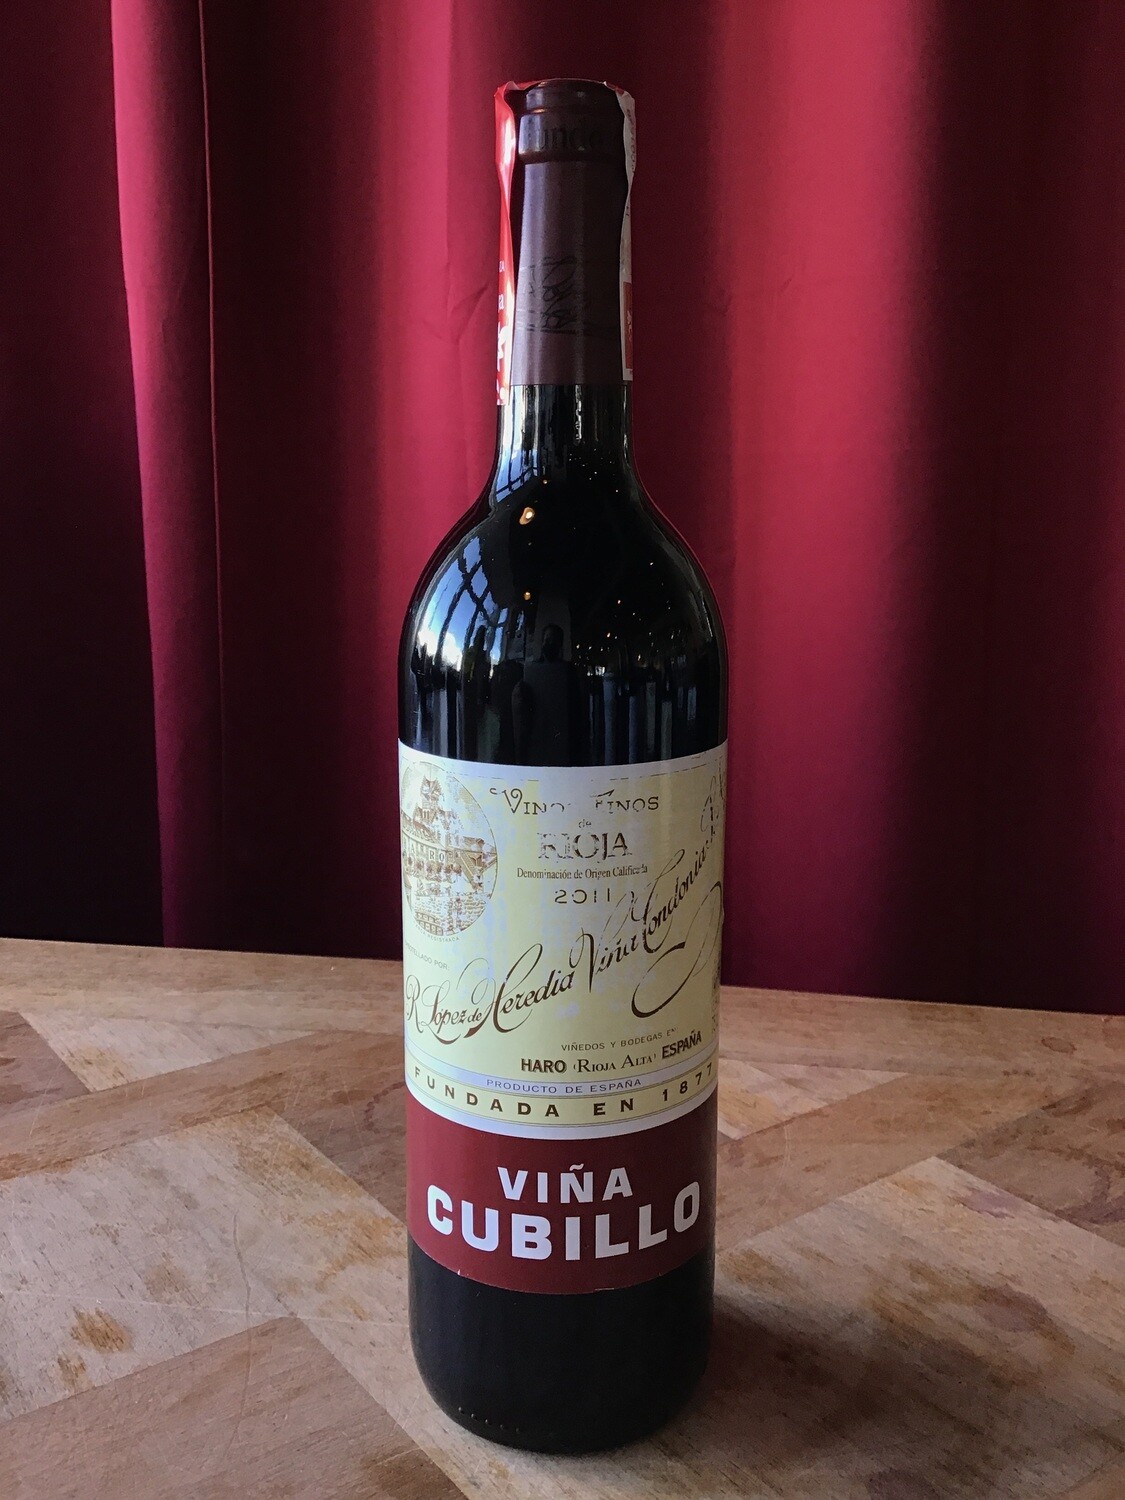 VINOS FINOS
de
RIOJA
Denominación de Origen Calificada
2011
R. López de Heredia Viña Tondonia
VIÑEDOS Y BODEGAS EN
HARO (RIOJA ALTA) ESPAÑA
PRODUCTO DE ESPAÑA
FUNDADA EN 1877
VIÑA
CUBILLO